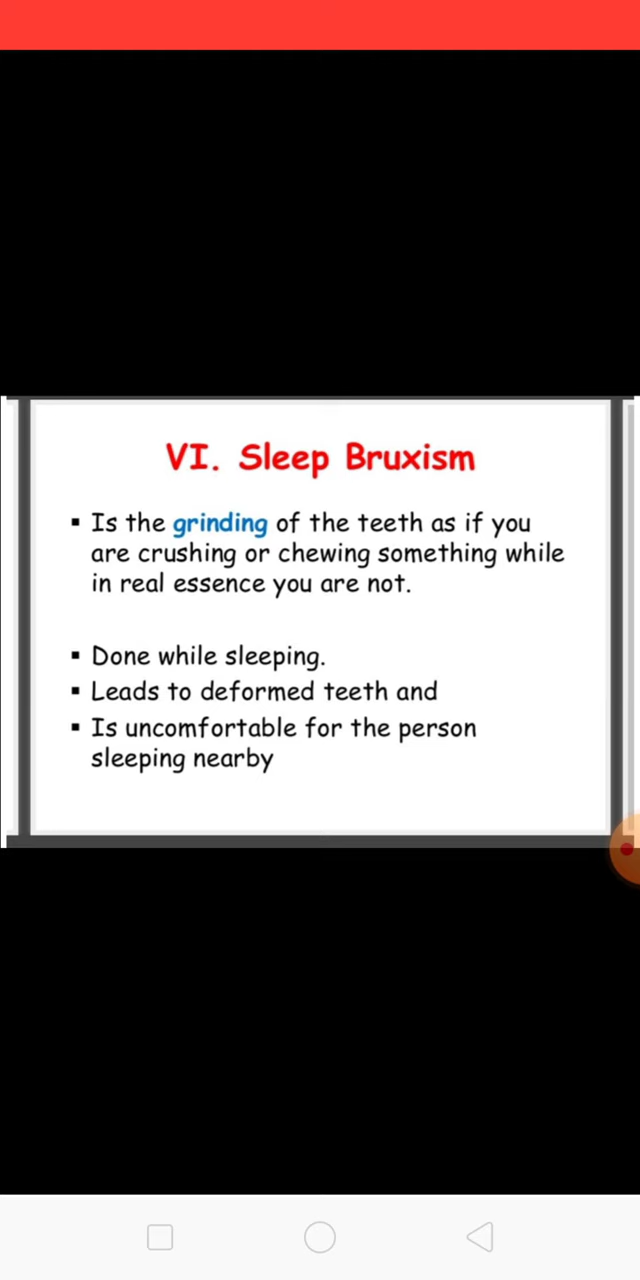 VI. Sleep Bruxism
▪ Is the grinding of the teeth as if you
are crushing or chewing something while
in real essence you are not.
▪ Done while sleeping.
▪ Leads to deformed teeth and
▪ Is uncomfortable for the person
sleeping nearby